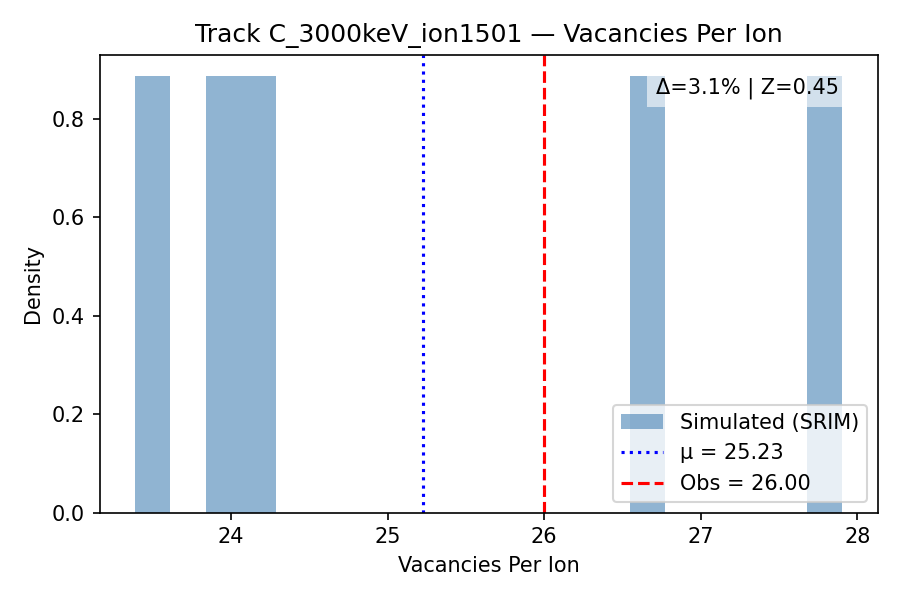 Track C_3000keV_ion1501 — Vacancies Per Ion
Δ=3.1% | Z=0.45
Density
0.8
0.6
0.4
0.2
0.0
Simulated (SRIM)
μ = 25.23
Obs = 26.00
24
25
26
27
28
Vacancies Per Ion